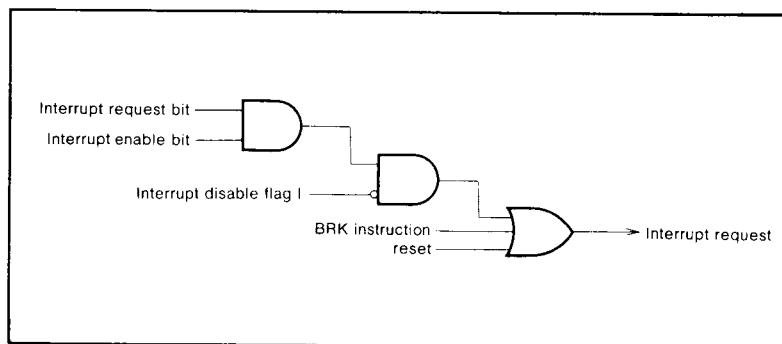 Interrupt request bit
Interrupt enable bit
Interrupt disable flag I
BRK instruction
reset
Interrupt request